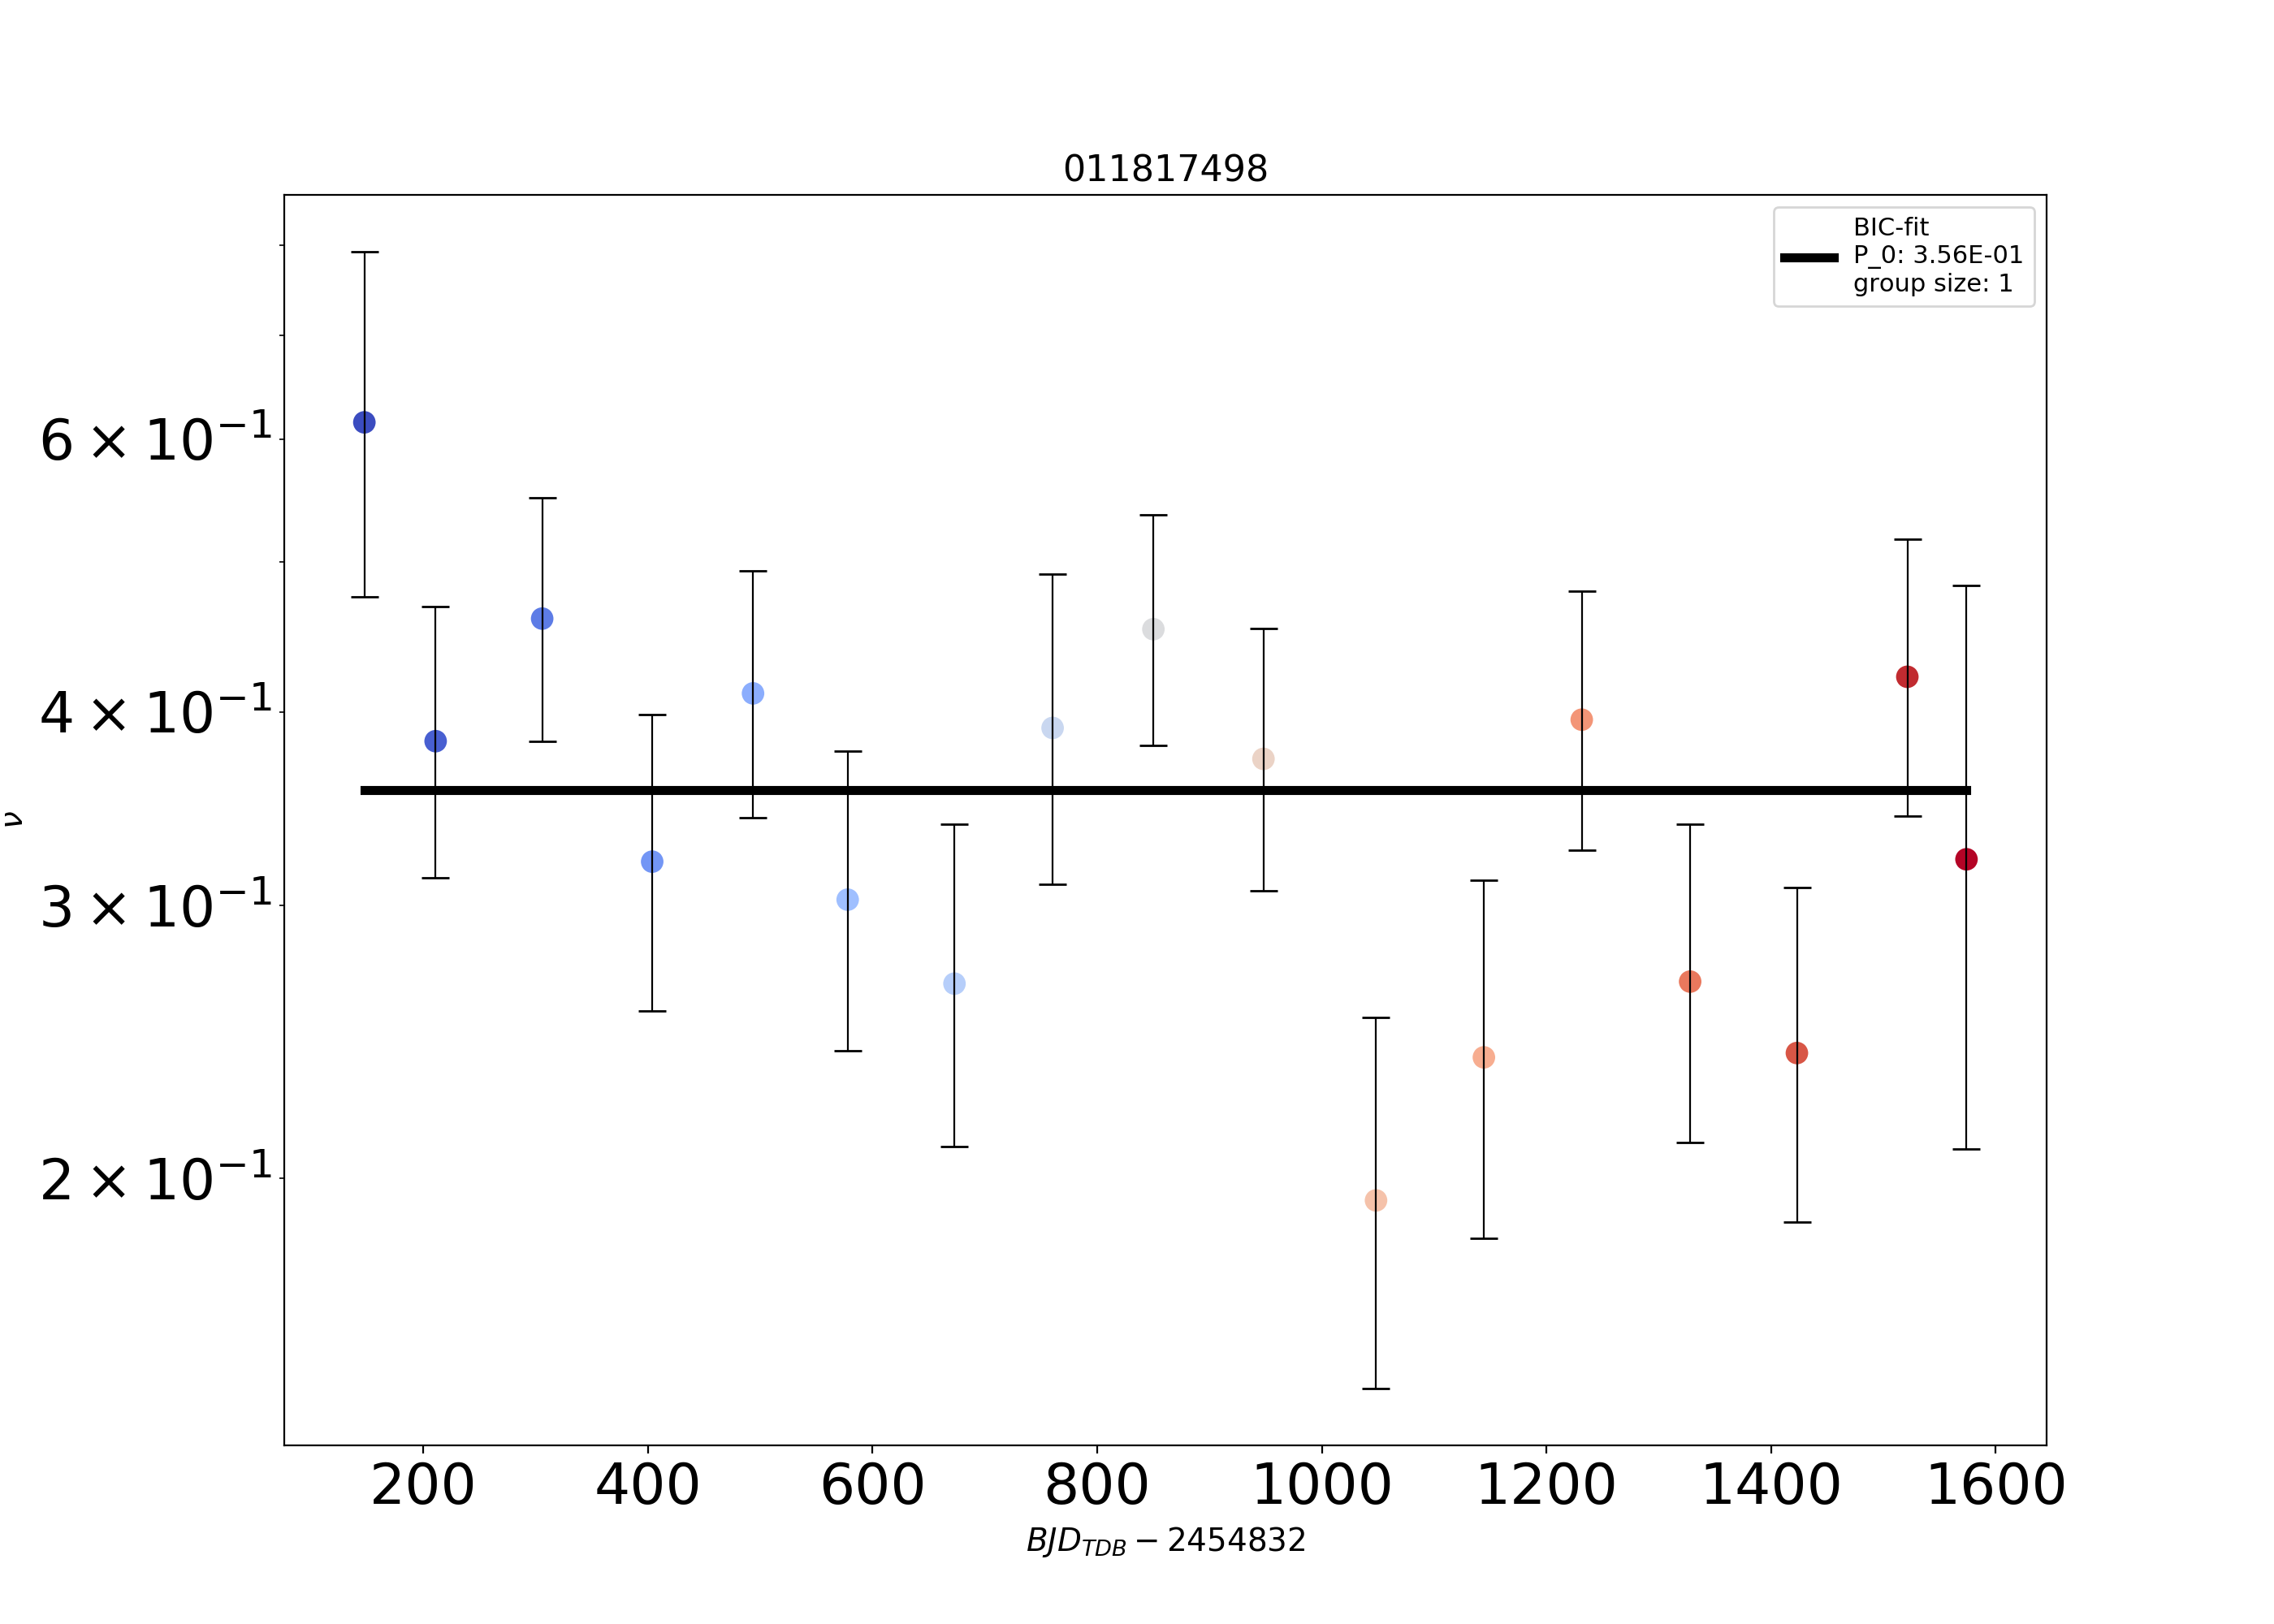 011817498
BIC-fit
P_0: 3.56E-01
group size: 1
6 × 10⁻¹
4 × 10⁻¹
3 × 10⁻¹
2 × 10⁻¹
ν
200 400 600 800 1000 1200 1400 1600
BJD_TDB − 2454832